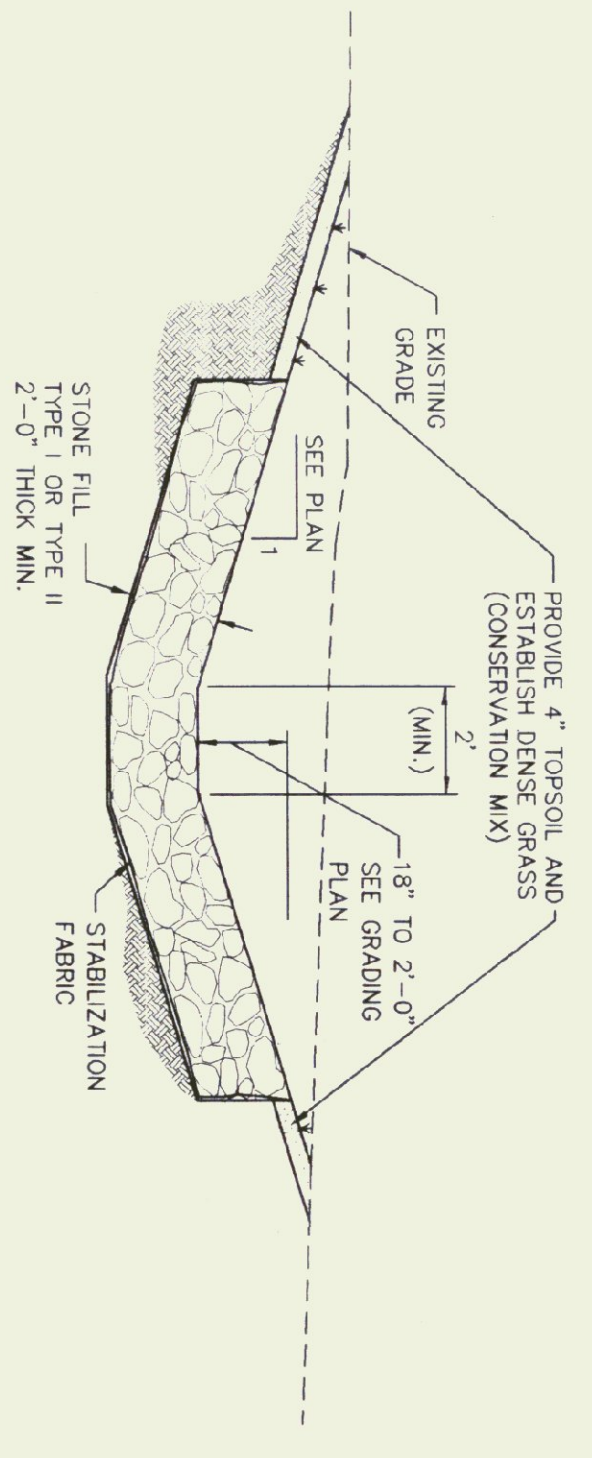 PROVIDE 4" TOPSOIL AND
ESTABLISH DENSE GRASS
(CONSERVATION MIX)
EXISTING
GRADE
2'
(MIN.)
18" TO 2'-0"
SEE GRADING
PLAN
SEE PLAN
1
STONE FILL
TYPE I OR TYPE II
2'-0" THICK MIN.
STABILIZATION
FABRIC